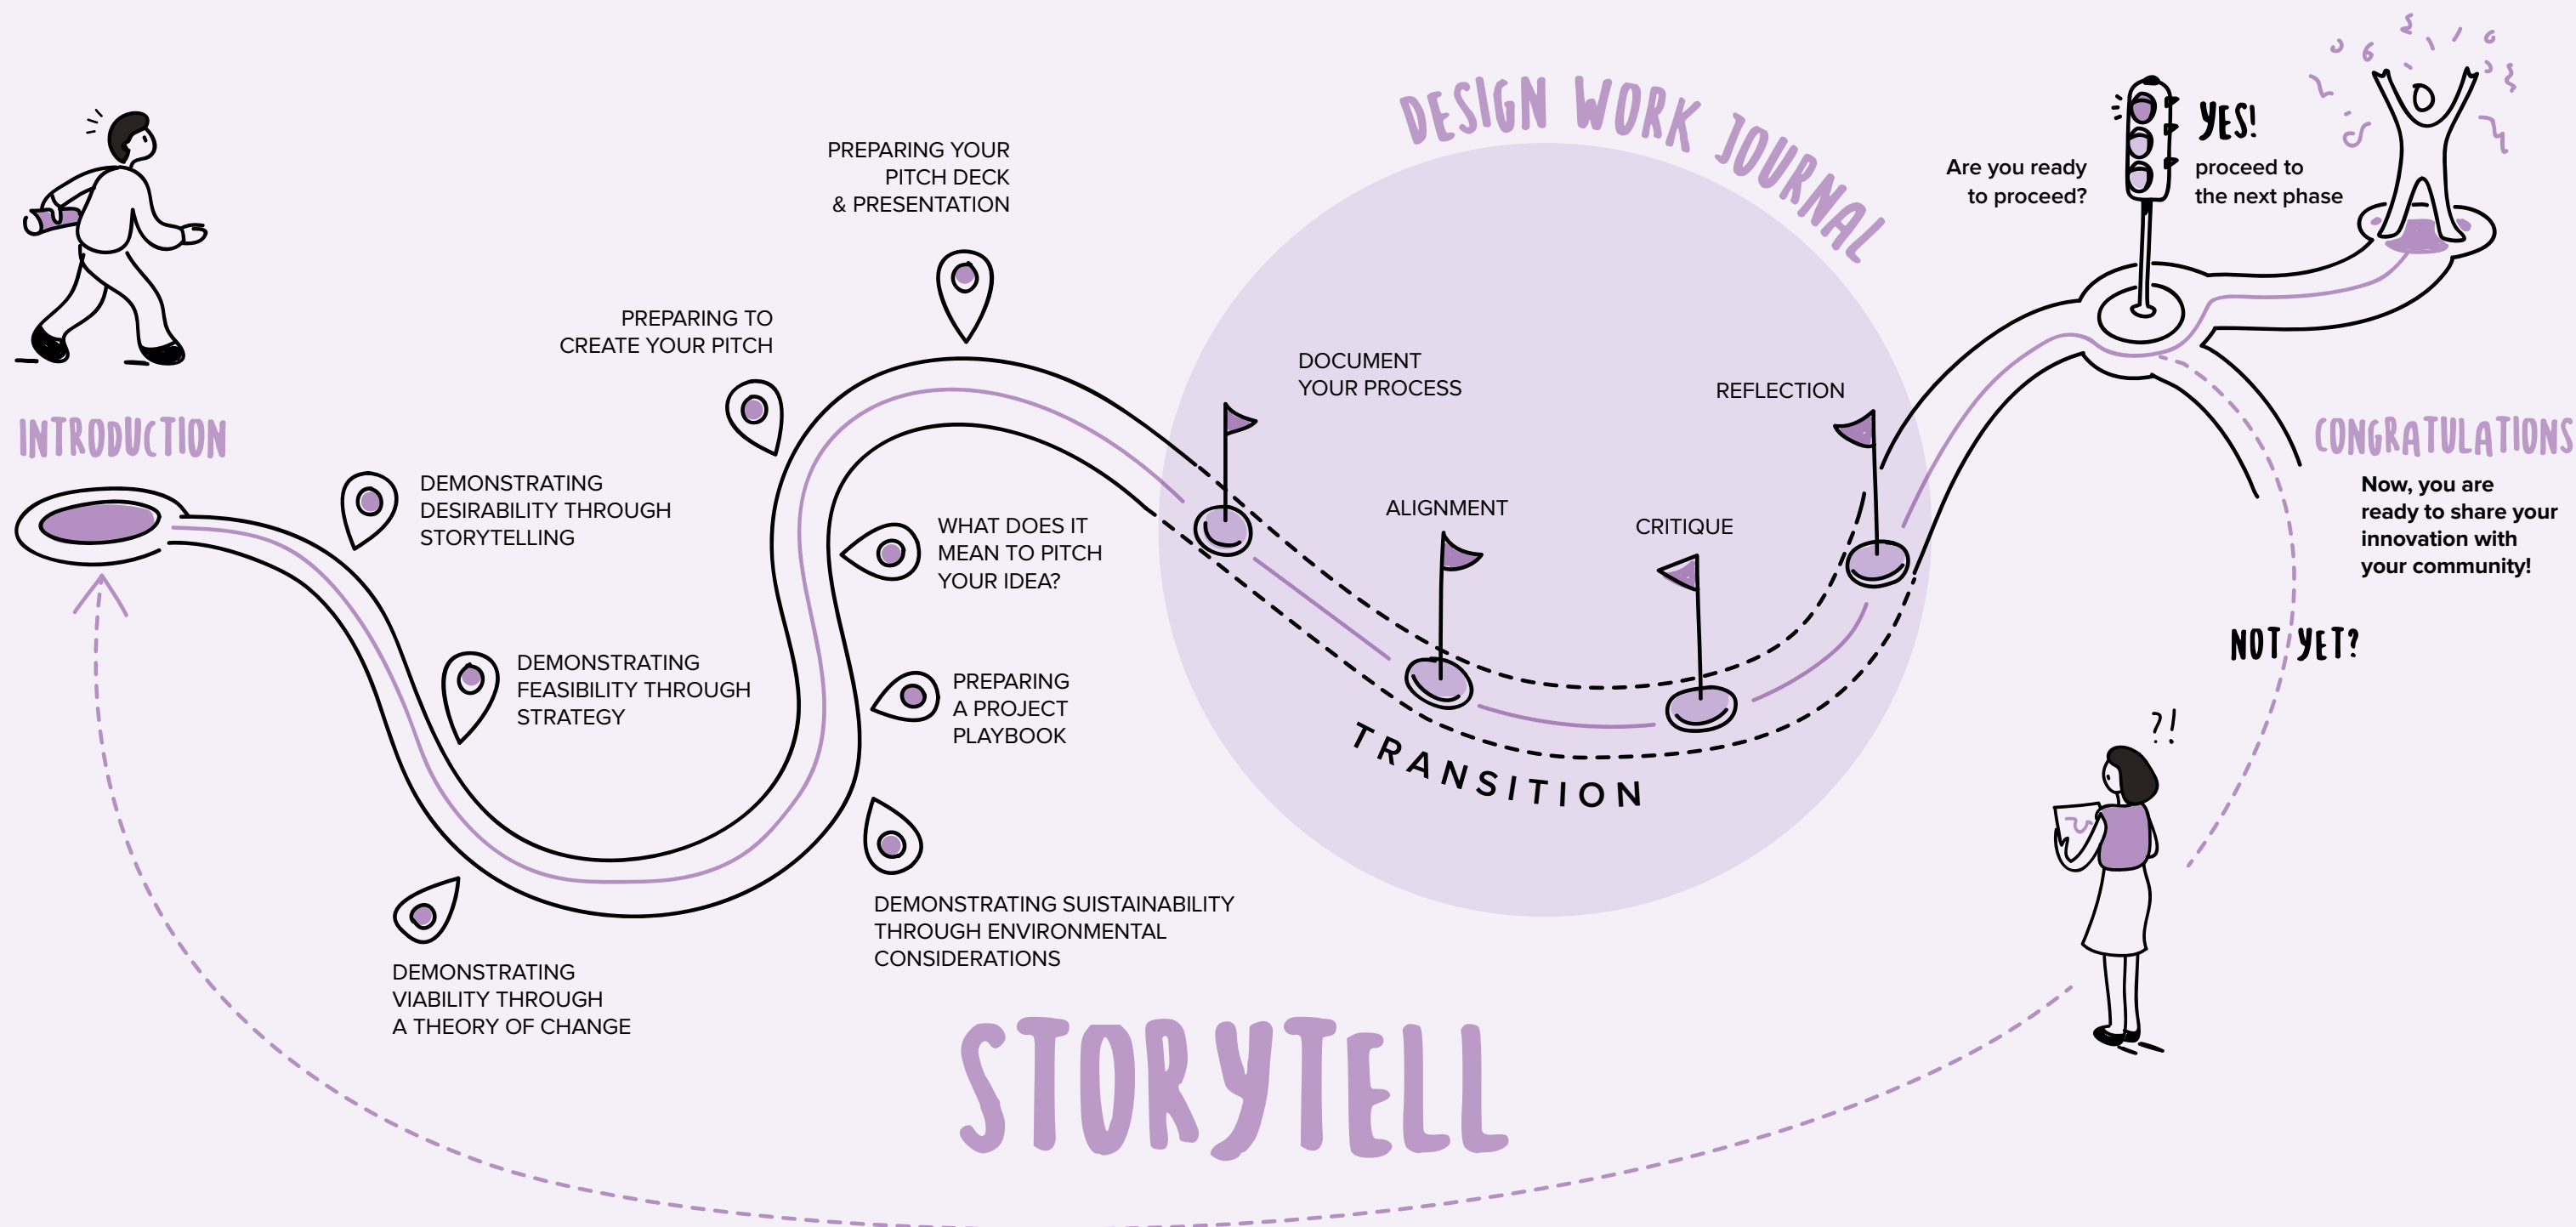 INTRODUCTION
DEMONSTRATING
DESIRABILITY THROUGH
STORYTELLING
DEMONSTRATING
FEASIBILITY THROUGH
STRATEGY
DEMONSTRATING
VIABILITY THROUGH
A THEORY OF CHANGE
DEMONSTRATING SUISTAINABILITY
THROUGH ENVIRONMENTAL
CONSIDERATIONS
PREPARING
A PROJECT
PLAYBOOK
WHAT DOES IT
MEAN TO PITCH
YOUR IDEA?
PREPARING TO
CREATE YOUR PITCH
PREPARING YOUR
PITCH DECK
& PRESENTATION
DESIGN WORK JOURNAL
DOCUMENT
YOUR PROCESS
ALIGNMENT
CRITIQUE
REFLECTION
TRANSITION
Are you ready
to proceed?
YES!
proceed to
the next phase
CONGRATULATIONS
Now, you are
ready to share your
innovation with
your community!
NOT YET?
?!
STORYTELL